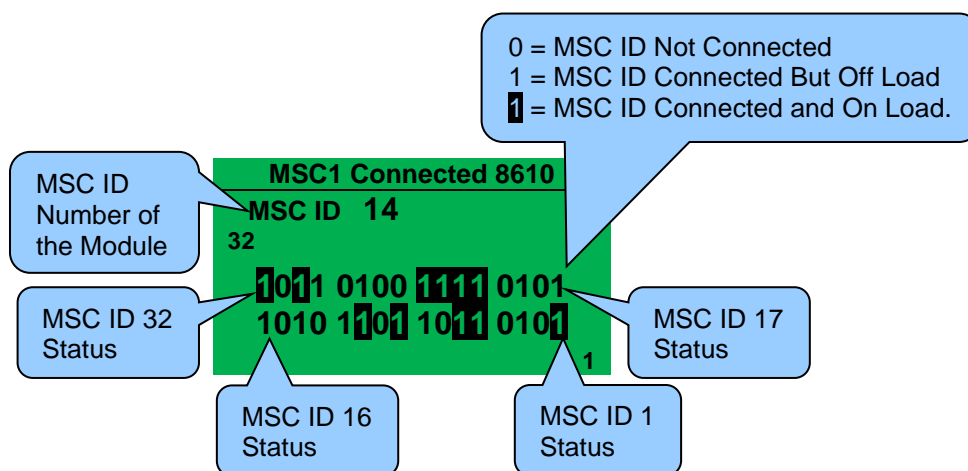 0 = MSC ID Not Connected
1 = MSC ID Connected But Off Load
1 = MSC ID Connected and On Load.
MSC1 Connected 8610
MSC ID 14
32
MSC ID
Number of
the Module
1011 0100 1111 0101
1010 1101 1011 0101
1
MSC ID 32
Status
MSC ID 17
Status
MSC ID 16
Status
MSC ID 1
Status